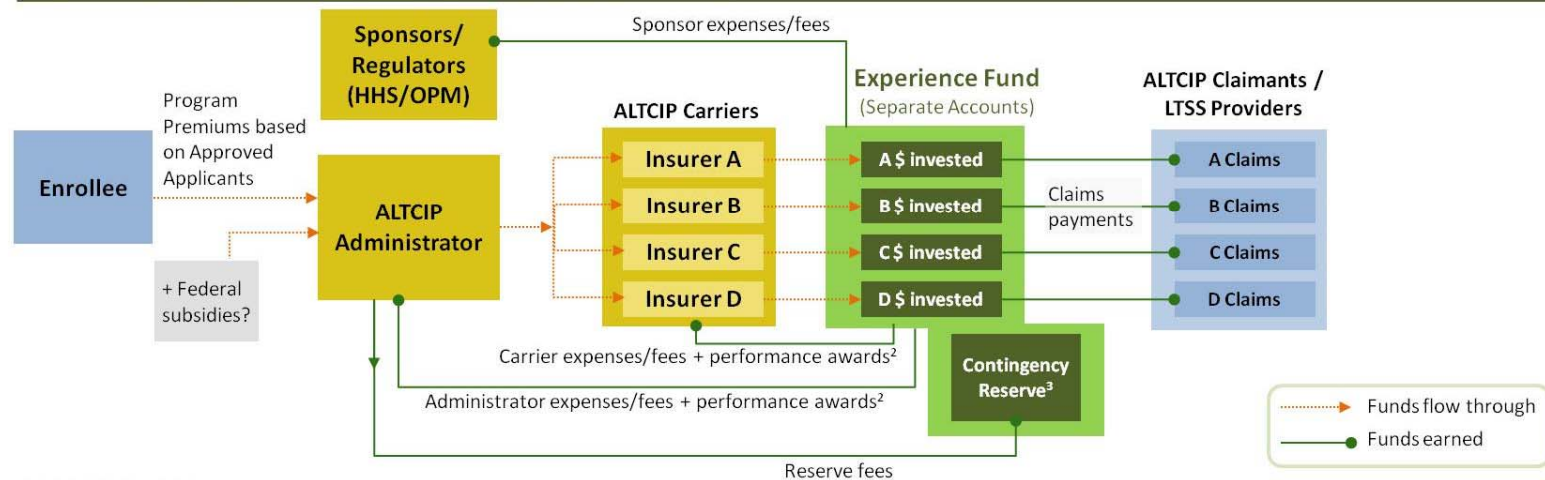 Sponsor expenses/fees
Sponsors/
Regulators
(HHS/OPM)
Experience Fund
(Separate Accounts)
ALTCIP Claimants /
LTSS Providers
Program
Premiums based
on Approved
Applicants
ALTCIP Carriers
Enrollee
ALTCIP
Administrator
+ Federal
subsidies?
Insurer A
Insurer B
Insurer C
Insurer D
A $ invested
B $ invested
C $ invested
D $ invested
Claims
payments
A Claims
B Claims
C Claims
D Claims
Carrier expenses/fees + performance awards²
Administrator expenses/fees + performance awards²
Contingency
Reserve³
Reserve fees
Funds flow through
Funds earned